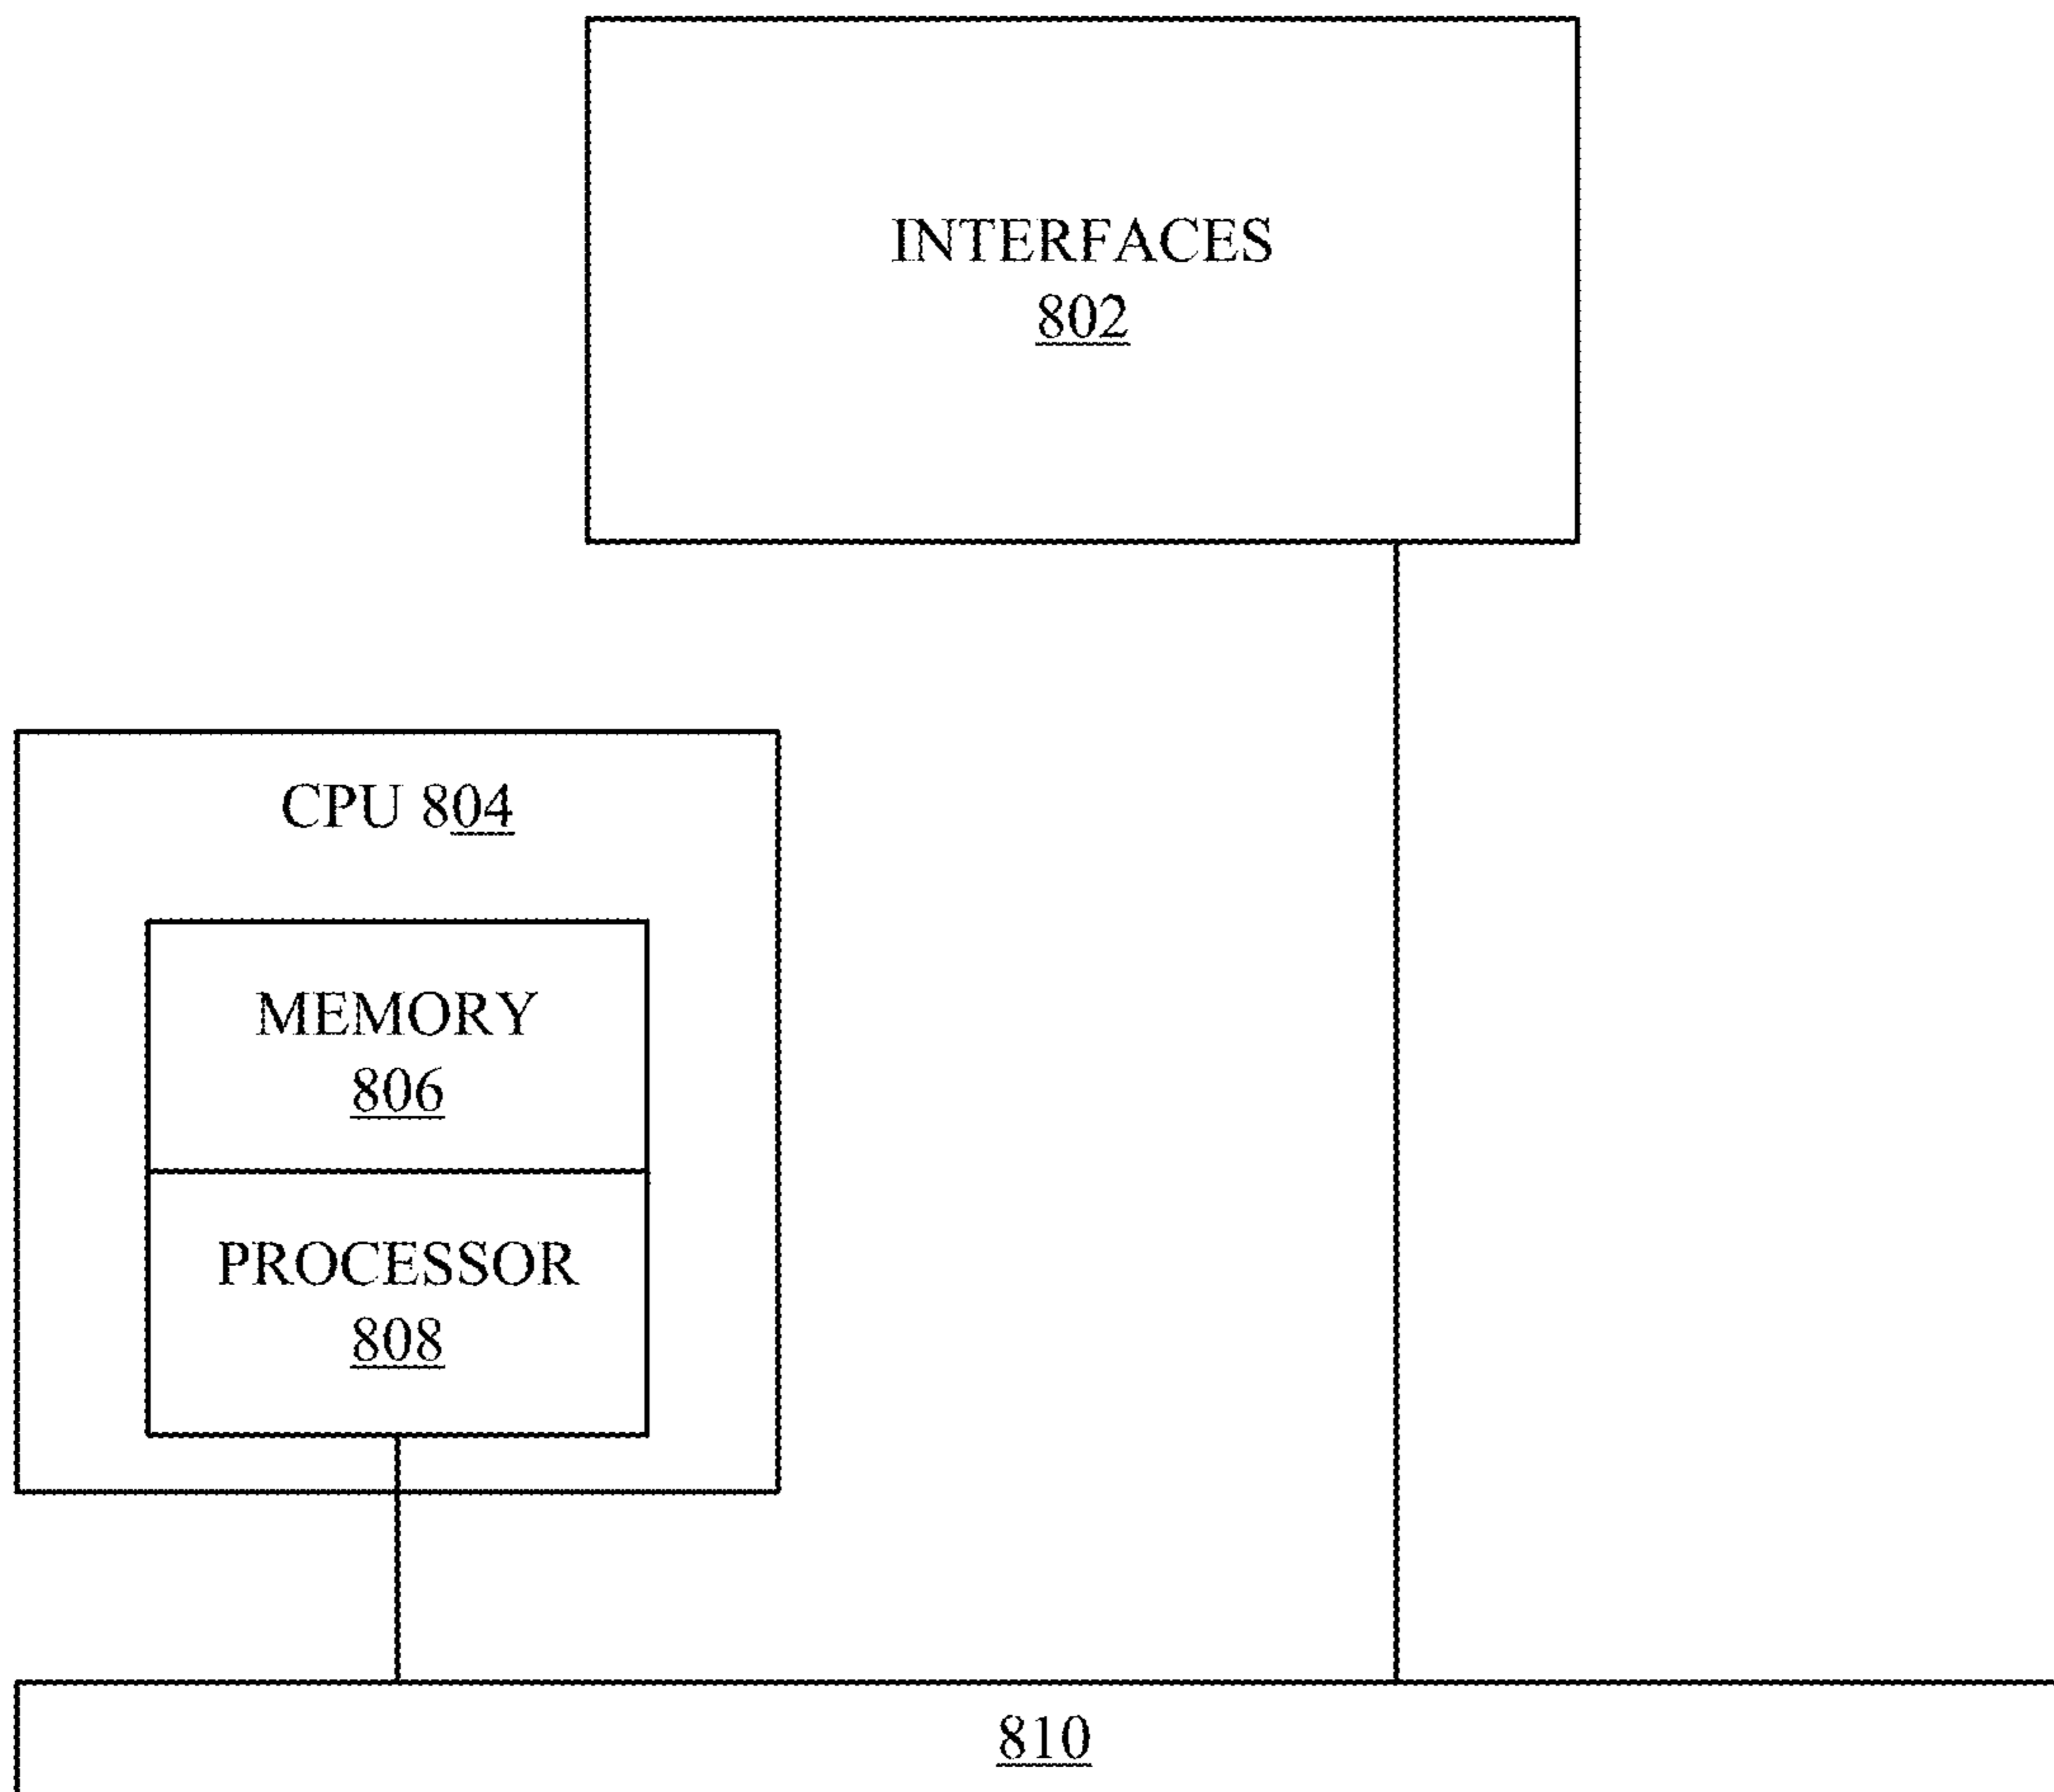 INTERFACES
802
CPU 804
MEMORY
806
PROCESSOR
808
810